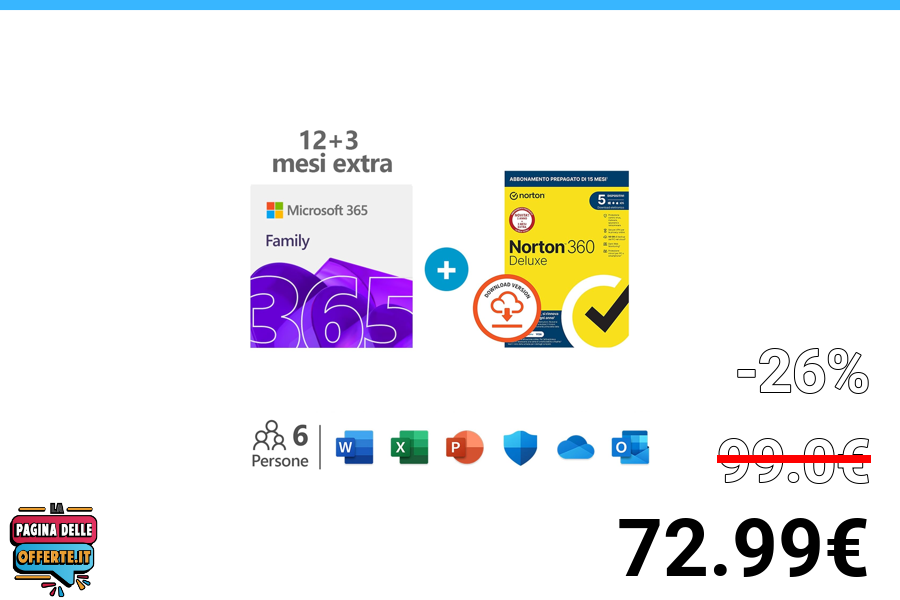 12+3
mesi extra
Microsoft 365
Family
365
+
ABBONAMENTO PREPAGATO DI 15 MESI
norton
5
Norton 360
Deluxe
DOWNLOAD VERSION
6
Persone
W
X
P
O
-26%
99.0€
72.99€
LA
PAGINA DELLE
OFFERTE.IT